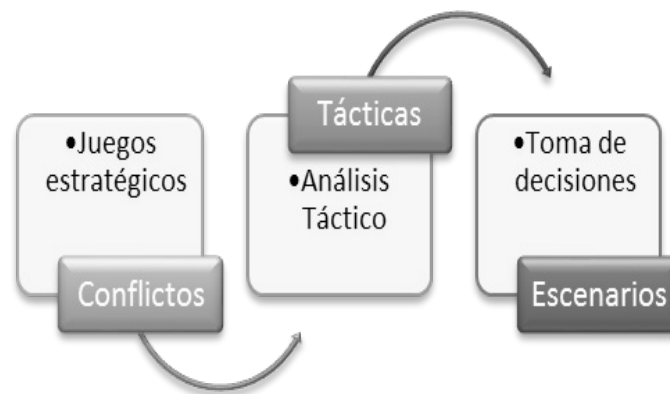 •Juegos
estratégicos
Conflictos
Tácticas
•Análisis
Táctico
•Toma de
decisiones
Escenarios